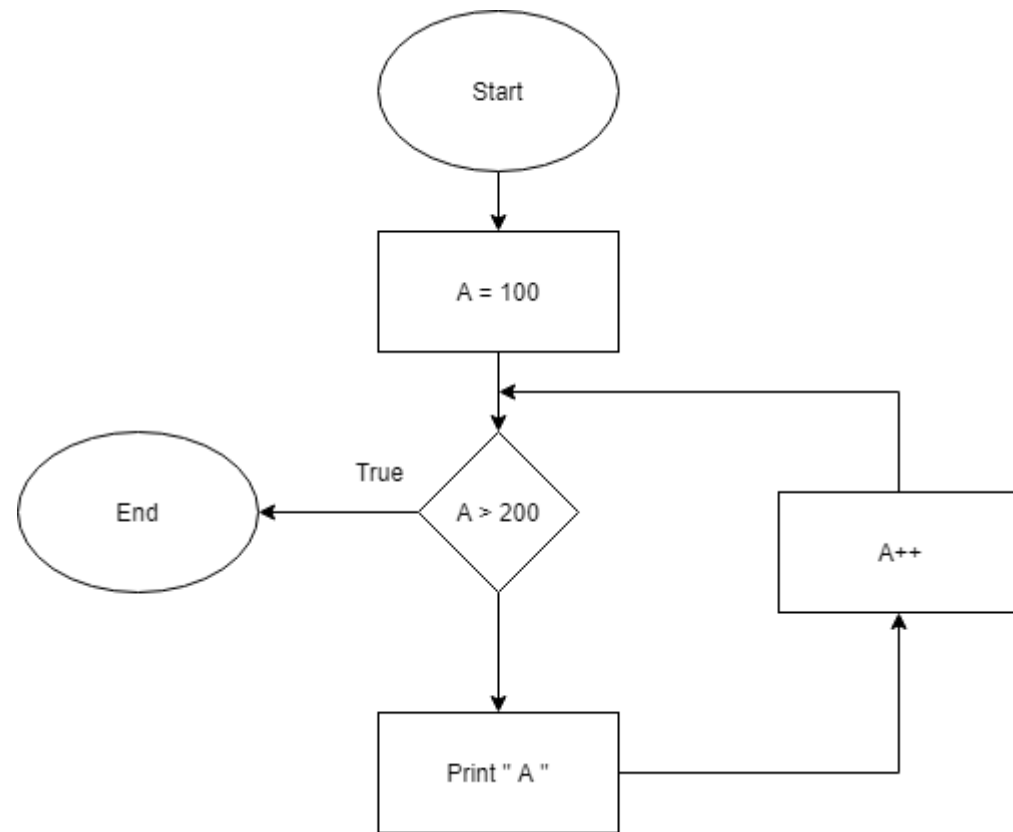 Start
A = 100
True
A > 200
End
A++
Print " A "